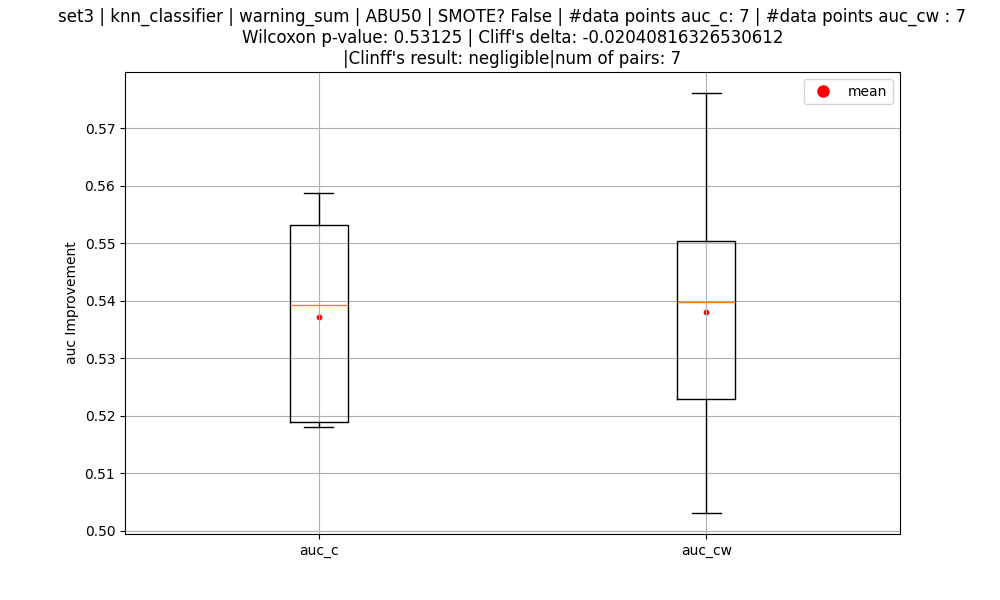 set3 | knn_classifier | warning_sum | ABU50 | SMOTE? False | #data points auc_c: 7 | #data points auc_cw : 7
Wilcoxon p-value: 0.53125 | Cliff's delta: -0.02040816326530612
|Clinff's result: negligible|num of pairs: 7
mean
0.57
0.56
0.55
0.54
0.53
0.52
0.51
0.50
auc Improvement
auc_c
auc_cw